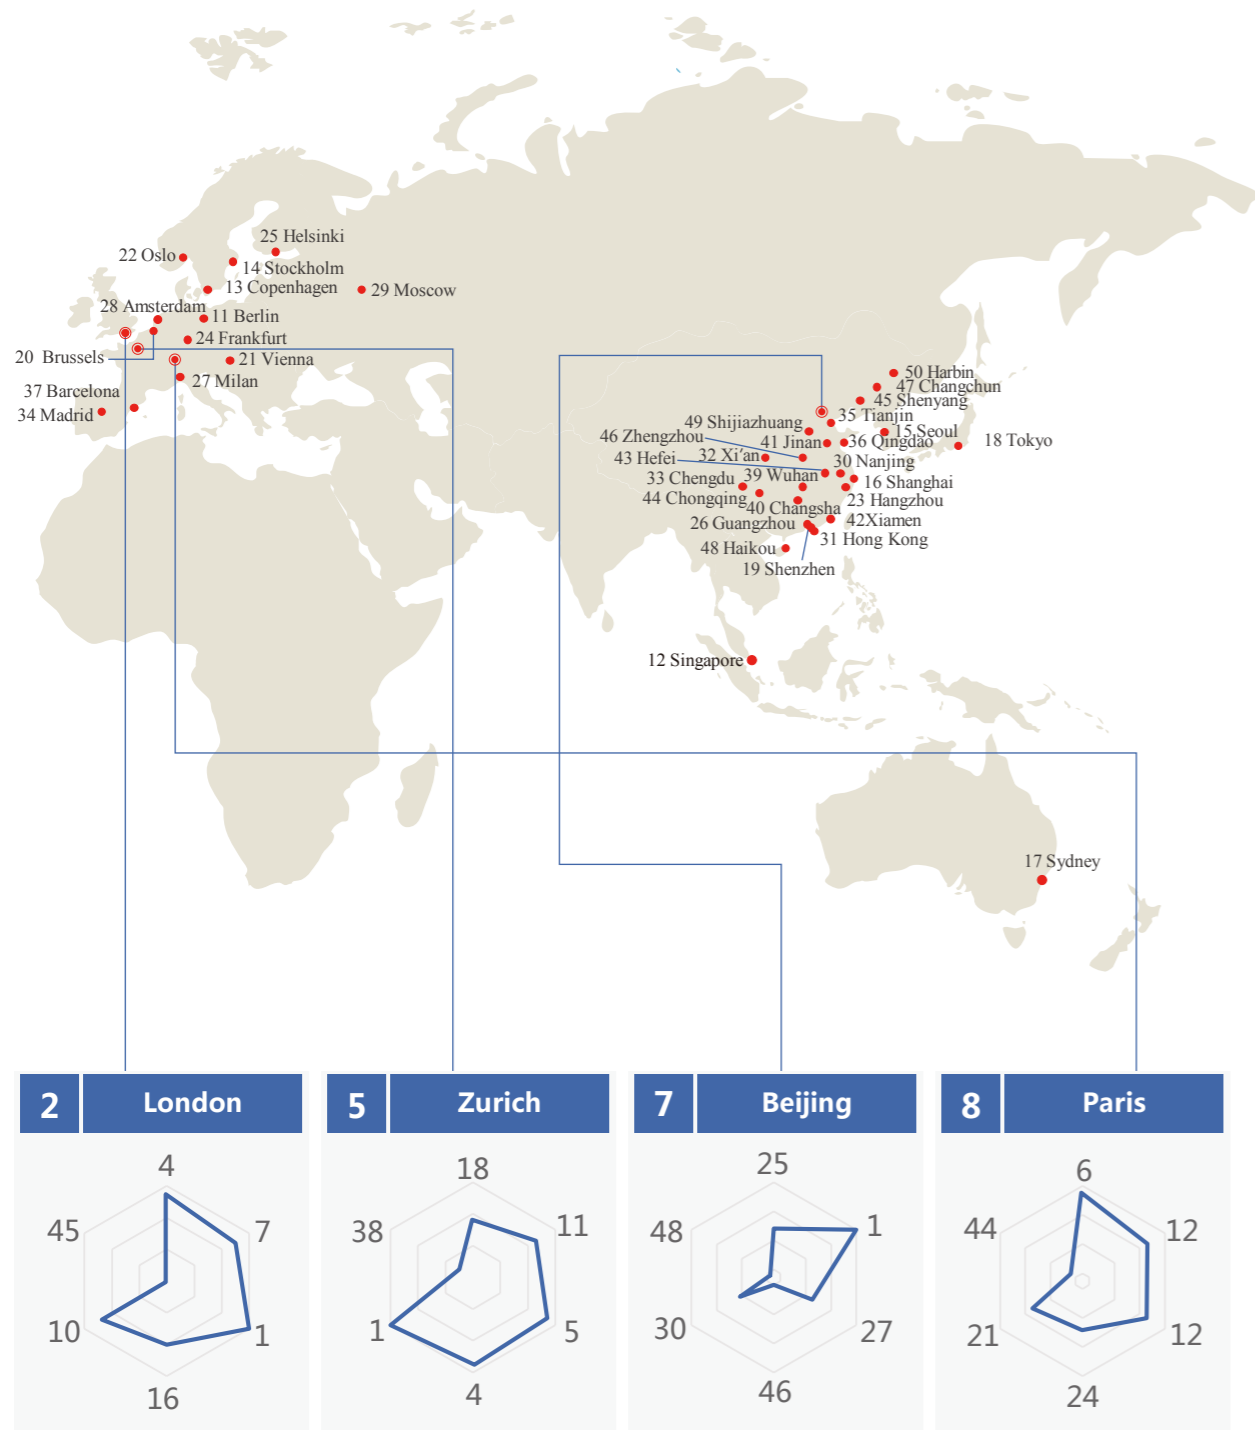 25 Helsinki
22 Oslo
14 Stockholm
13 Copenhagen
29 Moscow
28 Amsterdam
11 Berlin
24 Frankfurt
20 Brussels
21 Vienna
27 Milan
37 Barcelona
34 Madrid
50 Harbin
47 Changchun
45 Shenyang
35 Tianjin
49 Shijiazhuang
15 Seoul
18 Tokyo
46 Zhengzhou
41 Jinan
36 Qingdao
43 Hefei
32 Xi'an
30 Nanjing
33 Chengdu
39 Wuhan
16 Shanghai
44 Chongqing
23 Hangzhou
40 Changsha
26 Guangzhou
42Xiamen
31 Hong Kong
48 Haikou
19 Shenzhen
12 Singapore
17 Sydney
2 London
4
45
7
10
1
16
5 Zurich
18
38
11
1
5
4
7 Beijing
25
48
1
30
27
46
8 Paris
6
44
12
21
12
24